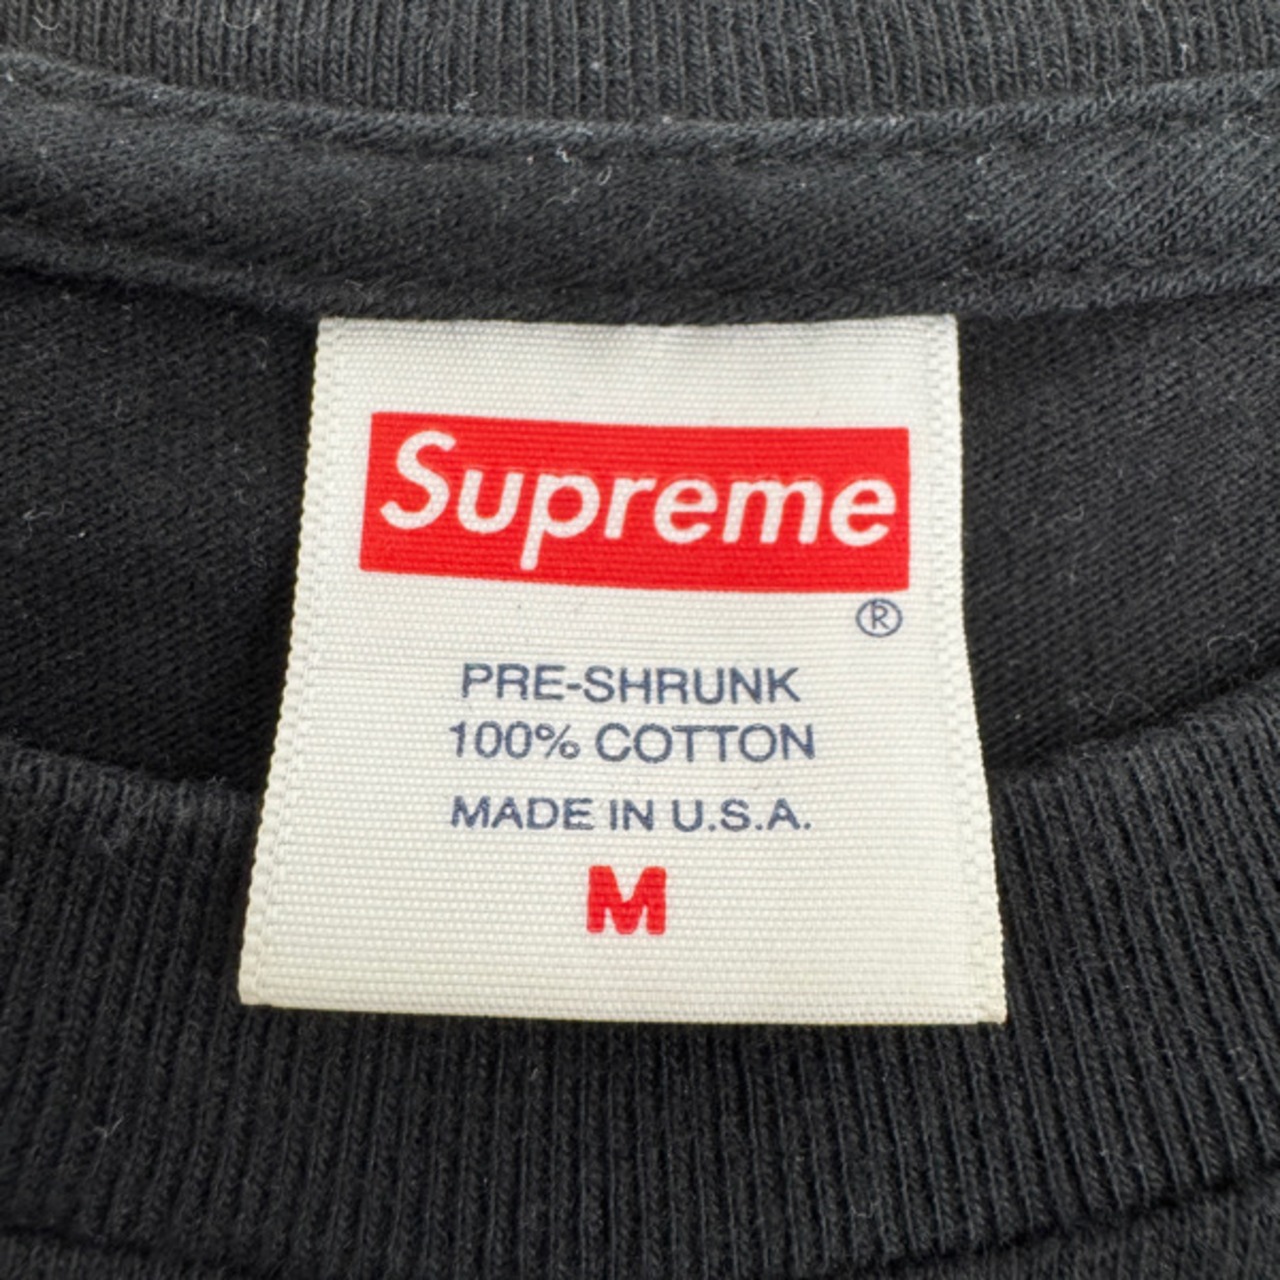 Supreme
®
PRE-SHRUNK
100% COTTON
MADE IN U.S.A.
M